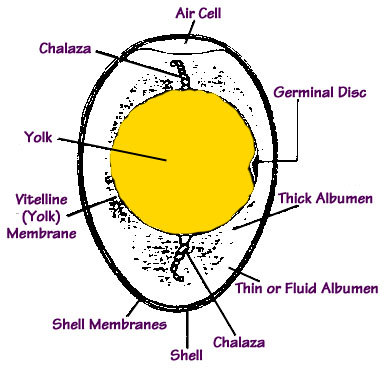 Air Cell
Chalaza
Germinal Disc
Yolk
Vitelline
(Yolk)
Membrane
Thick Albumen
Thin or Fluid Albumen
Shell Membranes
Chalaza
Shell